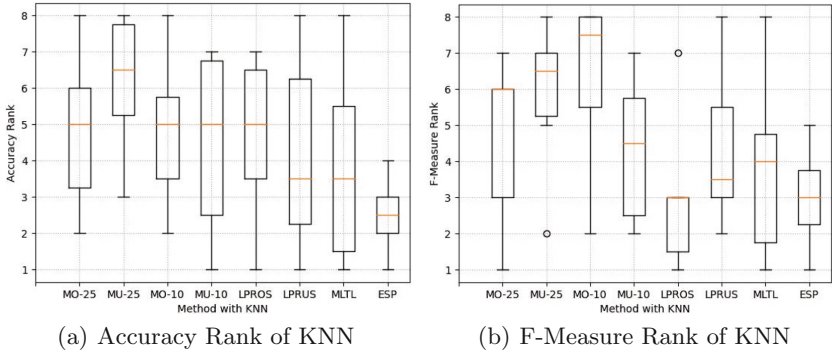 8
7
6
5
4
3
2
1
Accuracy Rank
MO-25 MU-25 MO-10 MU-10 LPROS LPRUS MLTL ESP
Method with KNN
(a) Accuracy Rank of KNN
8
7
6
5
4
3
2
1
F-Measure Rank
MO-25 MU-25 MO-10 MU-10 LPROS LPRUS MLTL ESP
Method with KNN
(b) F-Measure Rank of KNN